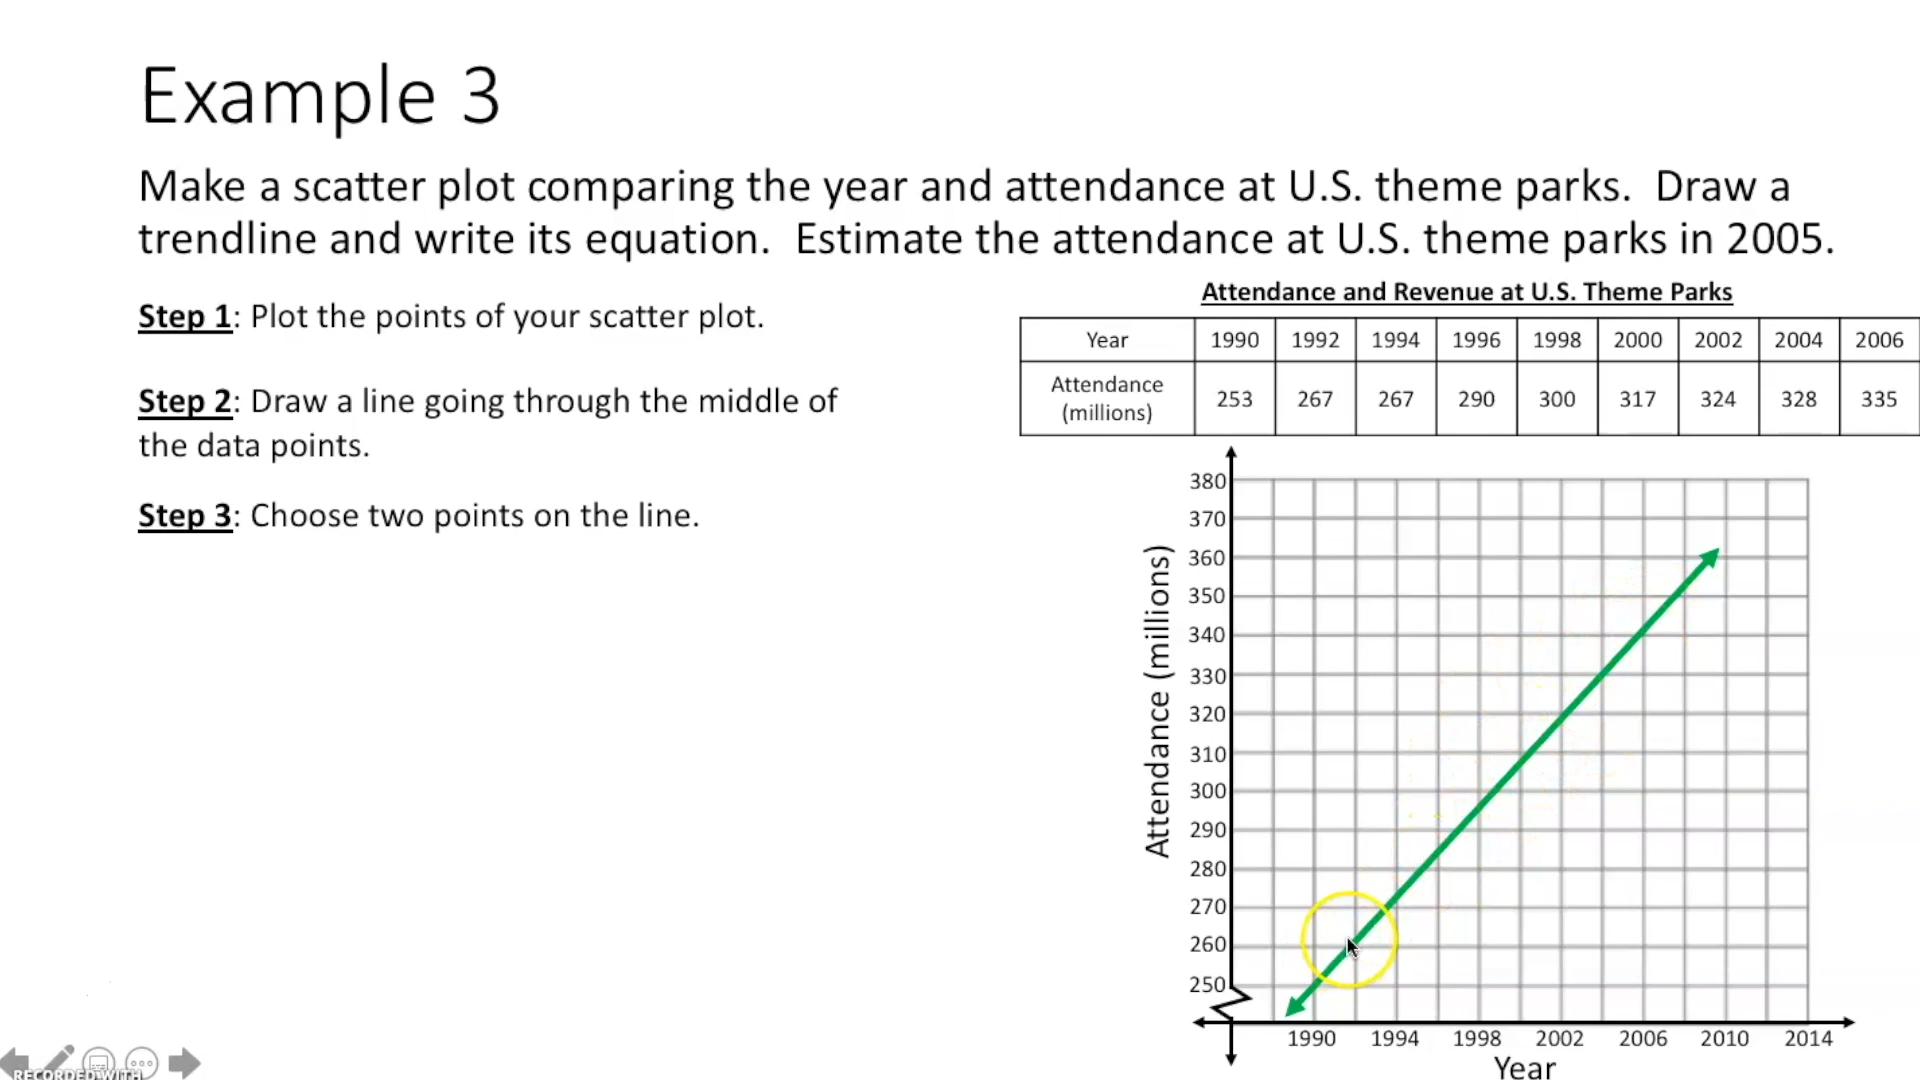 Example 3
Make a scatter plot comparing the year and attendance at U.S. theme parks.  Draw a
trendline and write its equation.  Estimate the attendance at U.S. theme parks in 2005.
Step 1: Plot the points of your scatter plot.
Step 2: Draw a line going through the middle of
the data points.
Step 3: Choose two points on the line.
Attendance and Revenue at U.S. Theme Parks
Year 1990 1992 1994 1996 1998 2000 2002 2004 2006
Attendance
(millions) 253 267 267 290 300 317 324 328 335
Attendance (millions)
380
370
360
350
340
330
320
310
300
290
280
270
260
250
1990 1994 1998 2002 2006 2010 2014
Year
RECORDED WITH